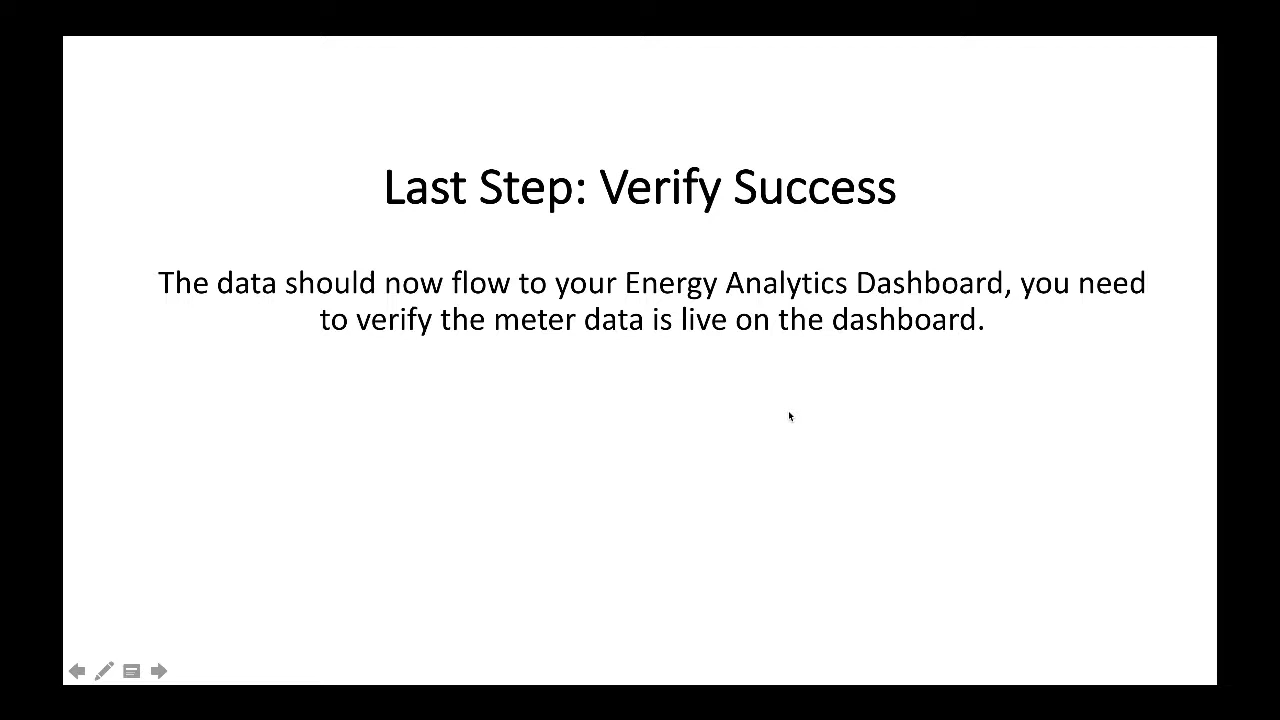 Last Step: Verify Success
The data should now flow to your Energy Analytics Dashboard, you need
to verify the meter data is live on the dashboard.